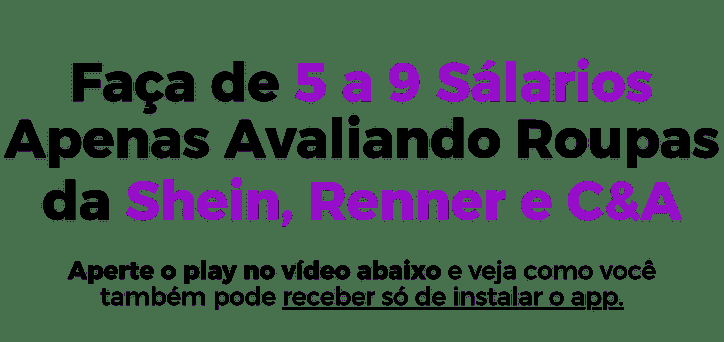 Faça de 5 a 9 Sálarios
Apenas Avaliando Roupas
da Shein, Renner e C&A
Aperte o play no vídeo abaixo e veja como você
também pode receber só de instalar o app.